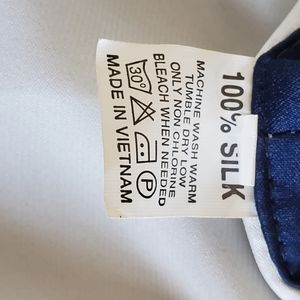 100% SILK
MACHINE WASH WARM
TUMBLE DRY LOW
ONLY NON CHLORINE
BLEACH WHEN NEEDED
30° P
MADE IN VIETNAM